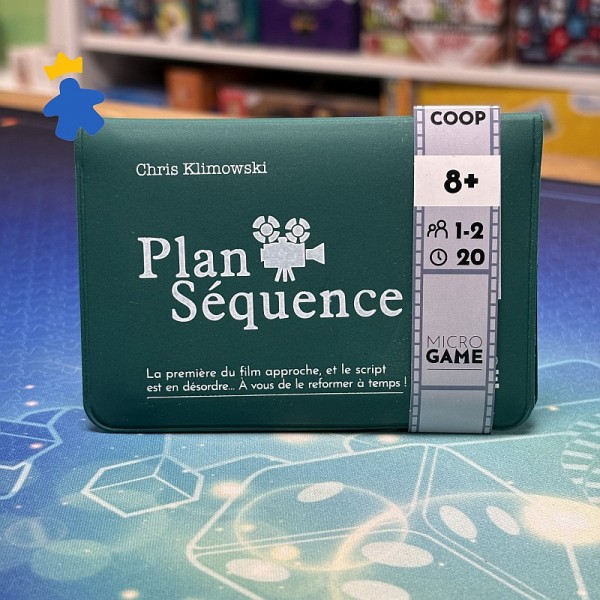 Chris Klimowski
Plan
Séquence
La première du film approche, et le script
est en désordre... À vous de le reformer à temps !
COOP
8+
1-2
20
MICRO
GAME